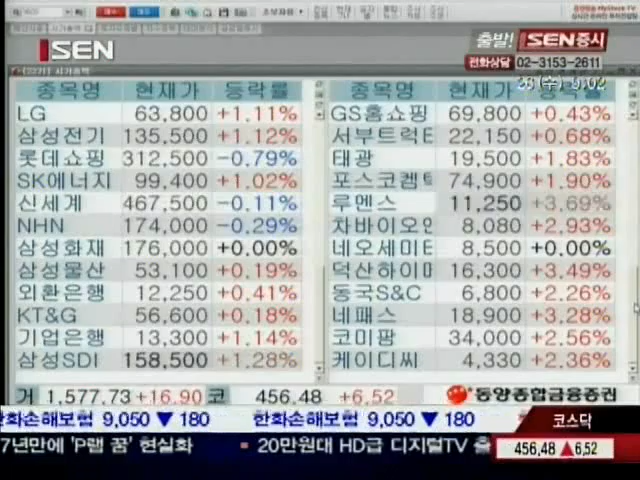 SEN
출발! SEN증시
전화상담 02-3153-2611
종목명 현재가 등락률
LG 63,800 +1.11%
삼성전기 135,500 +1.12%
롯데쇼핑 312,500 -0.79%
SK에너지 99,400 +1.02%
신세계 467,500 -0.11%
NHN 174,000 -0.29%
삼성화재 176,000 +0.00%
삼성물산 53,100 +0.19%
외환은행 12,250 +0.41%
KT&G 56,600 +0.18%
기업은행 13,300 +1.14%
삼성SDI 158,500 +1.28%
GS홈쇼핑 69,800 +0.43%
서부트럭 22,150 +0.68%
태광 19,500 +1.83%
포스코켐 74,900 +1.90%
루멘스 11,250 +3.69%
차바이오 8,080 +2.93%
네오세미 8,500 +0.00%
덕산하이 16,300 +3.49%
동국S&C 6,800 +2.26%
네패스 18,900 +3.28%
코미팜 34,000 +2.56%
케이디씨 4,330 +2.36%
거 1,577.73 +16.90 코 456.48 +6.52
동양종합금융증권
한화손해보험 9,050 ▼ 180 한화손해보험 9,050 ▼ 180
코스닥
7년만에 'P램 꿈' 현실화 ▪ 20만원대 HD급 디지털TV 출
456.48 ▲6.52